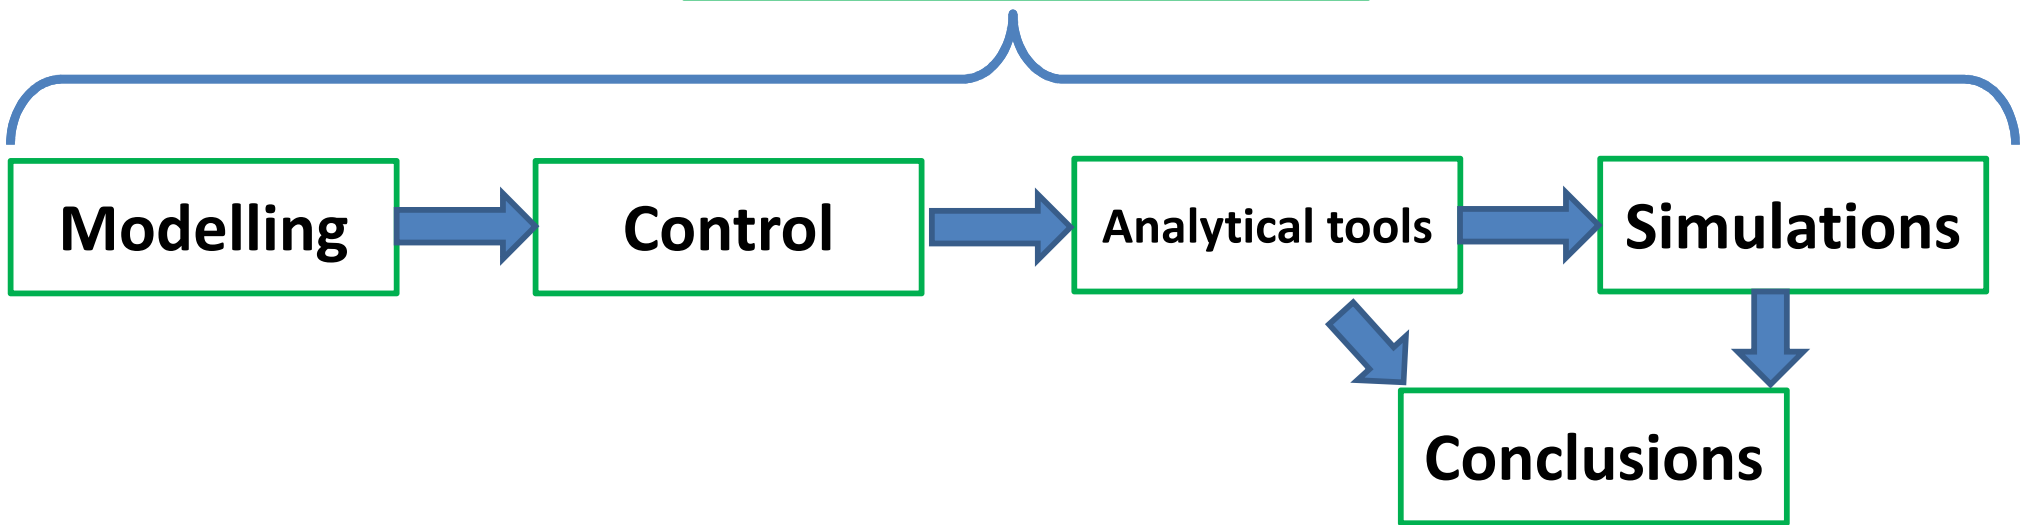 Modelling
Control
Analytical tools
Simulations
Conclusions